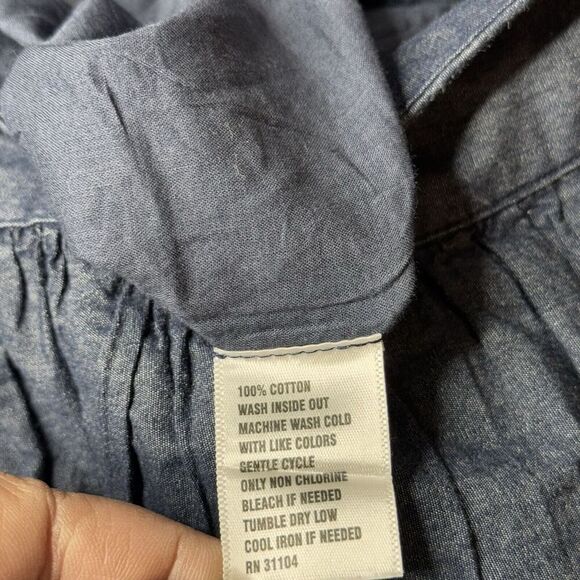 100% COTTON
WASH INSIDE OUT
MACHINE WASH COLD
WITH LIKE COLORS
GENTLE CYCLE
ONLY NON CHLORINE
BLEACH IF NEEDED
TUMBLE DRY LOW
COOL IRON IF NEEDED
RN 31104